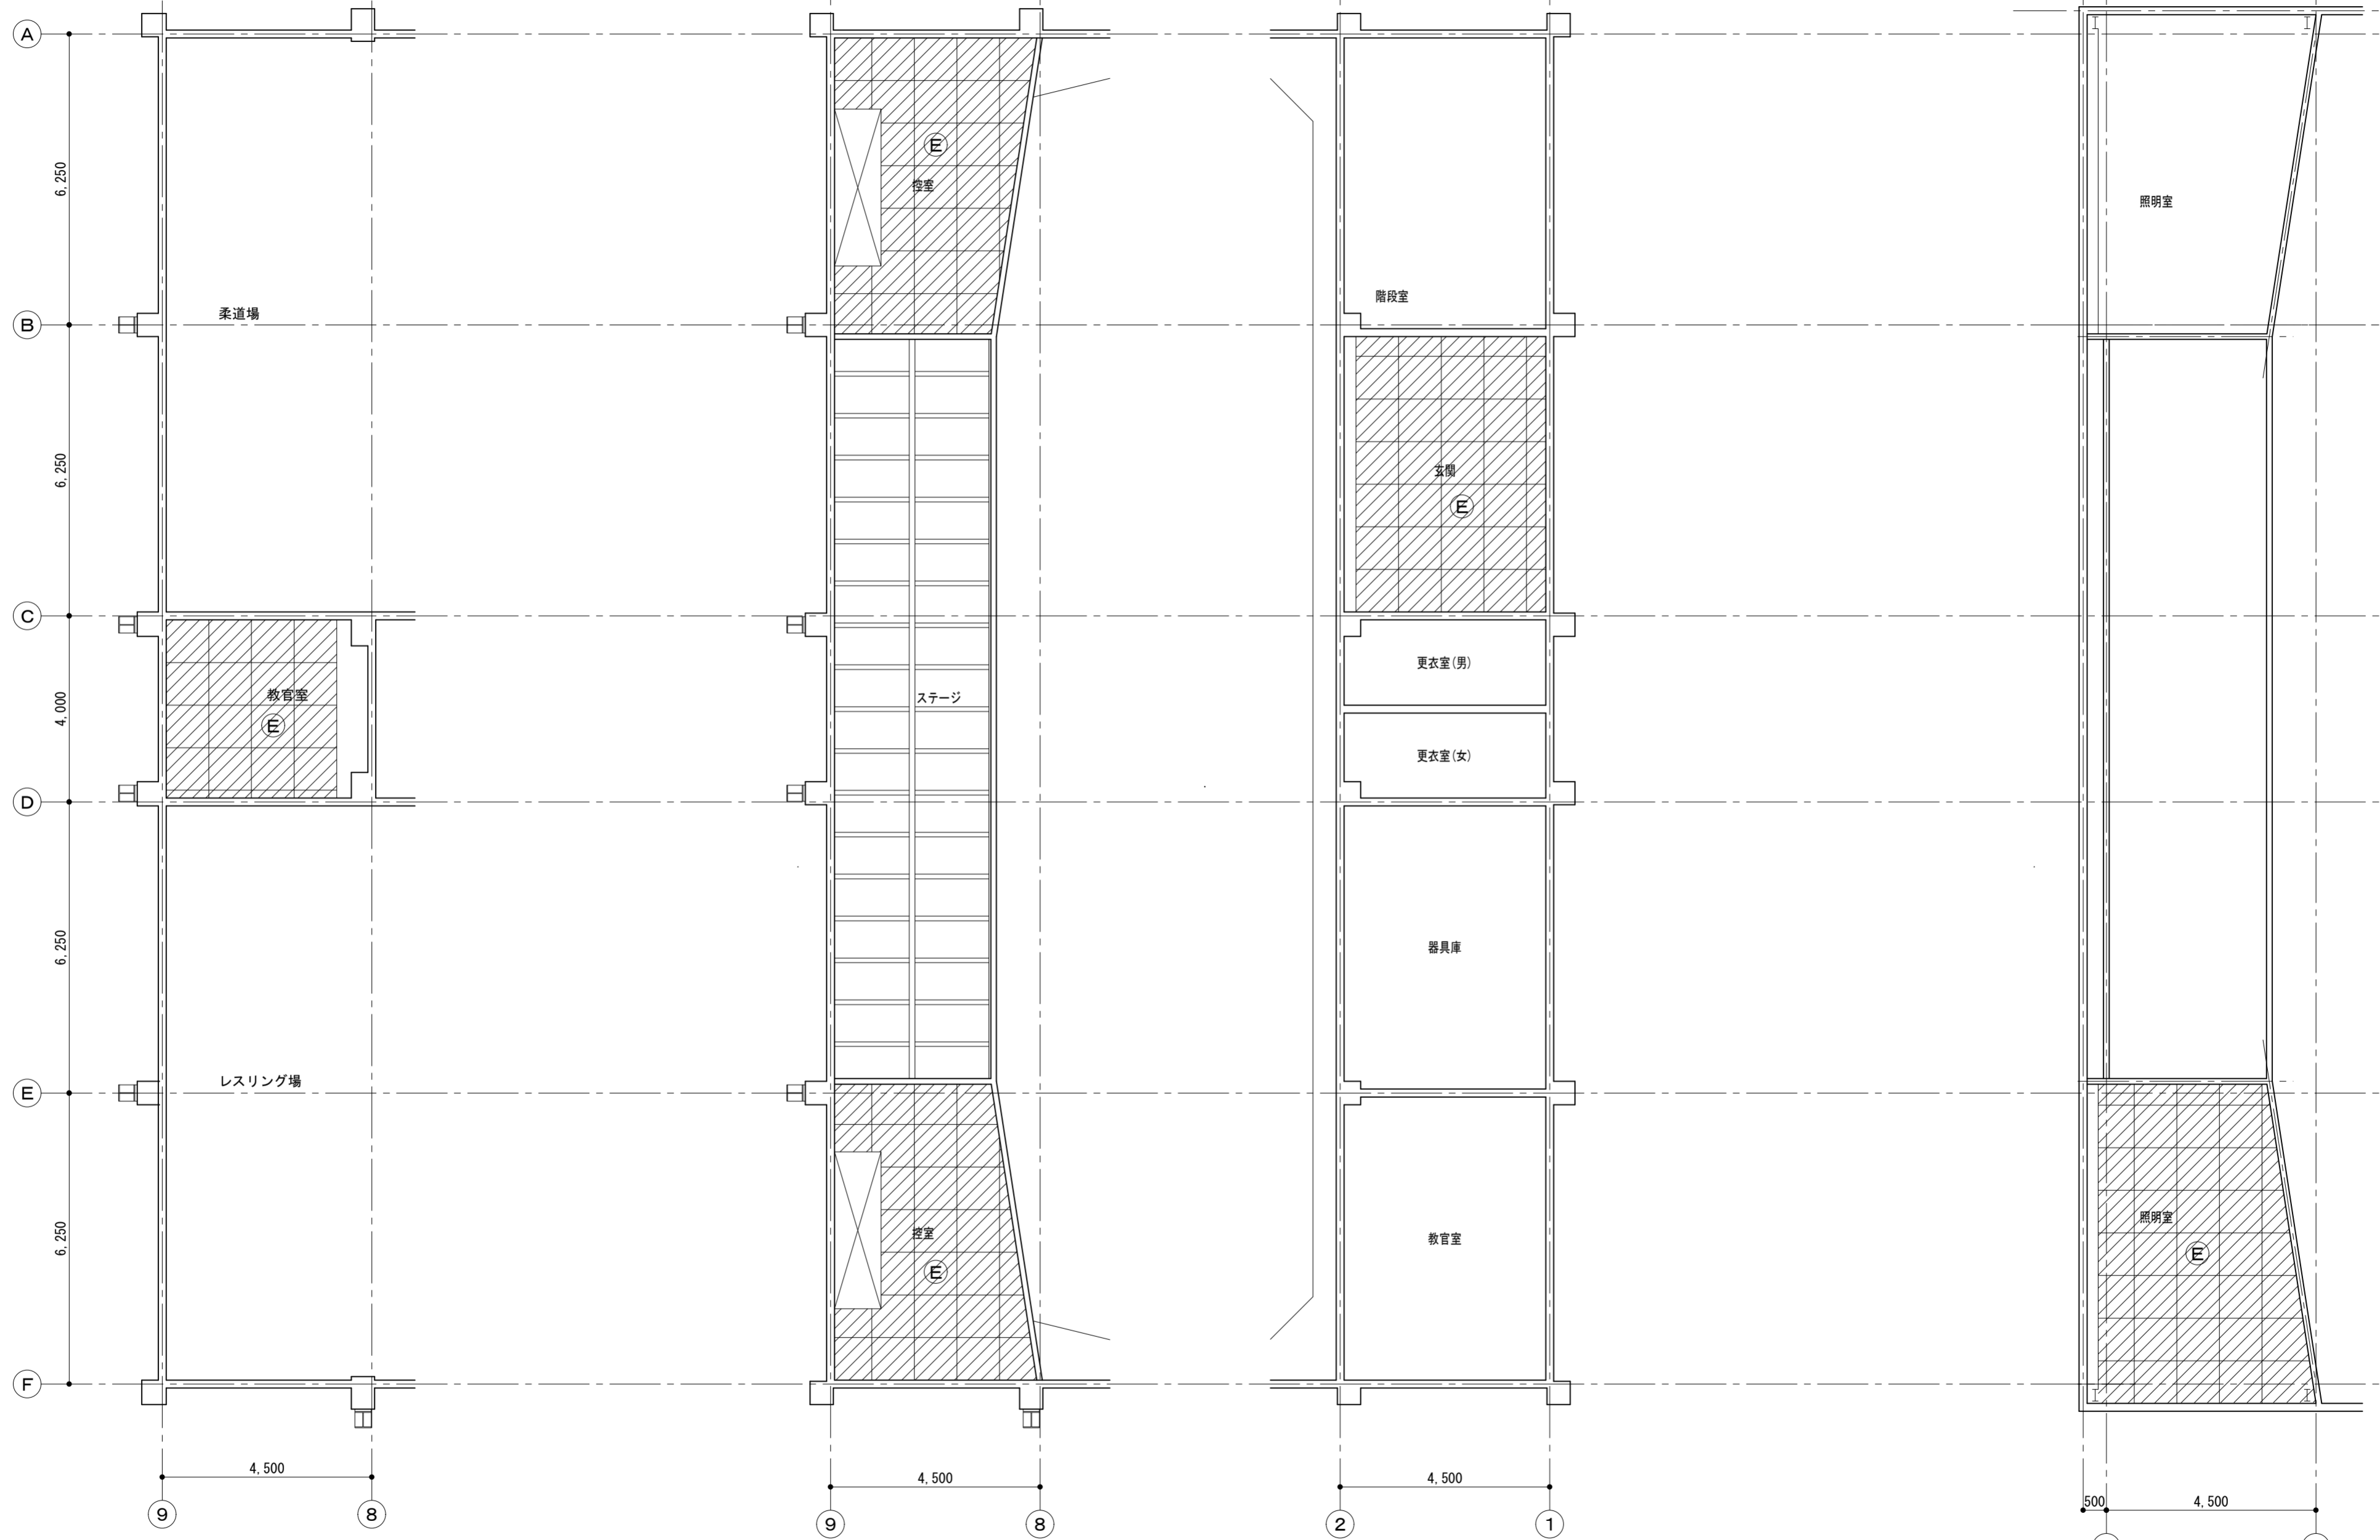 A
6,250
B
6,250
C
4,000
D
6,250
E
6,250
F
柔道場
教官室
E
レスリング場
4,500
9
8
控室
E
ステージ
控室
E
4,500
9
8
階段室
玄関
E
更衣室(男)
更衣室(女)
器具庫
教官室
4,500
2
1
照明室
照明室
E
500
4,500